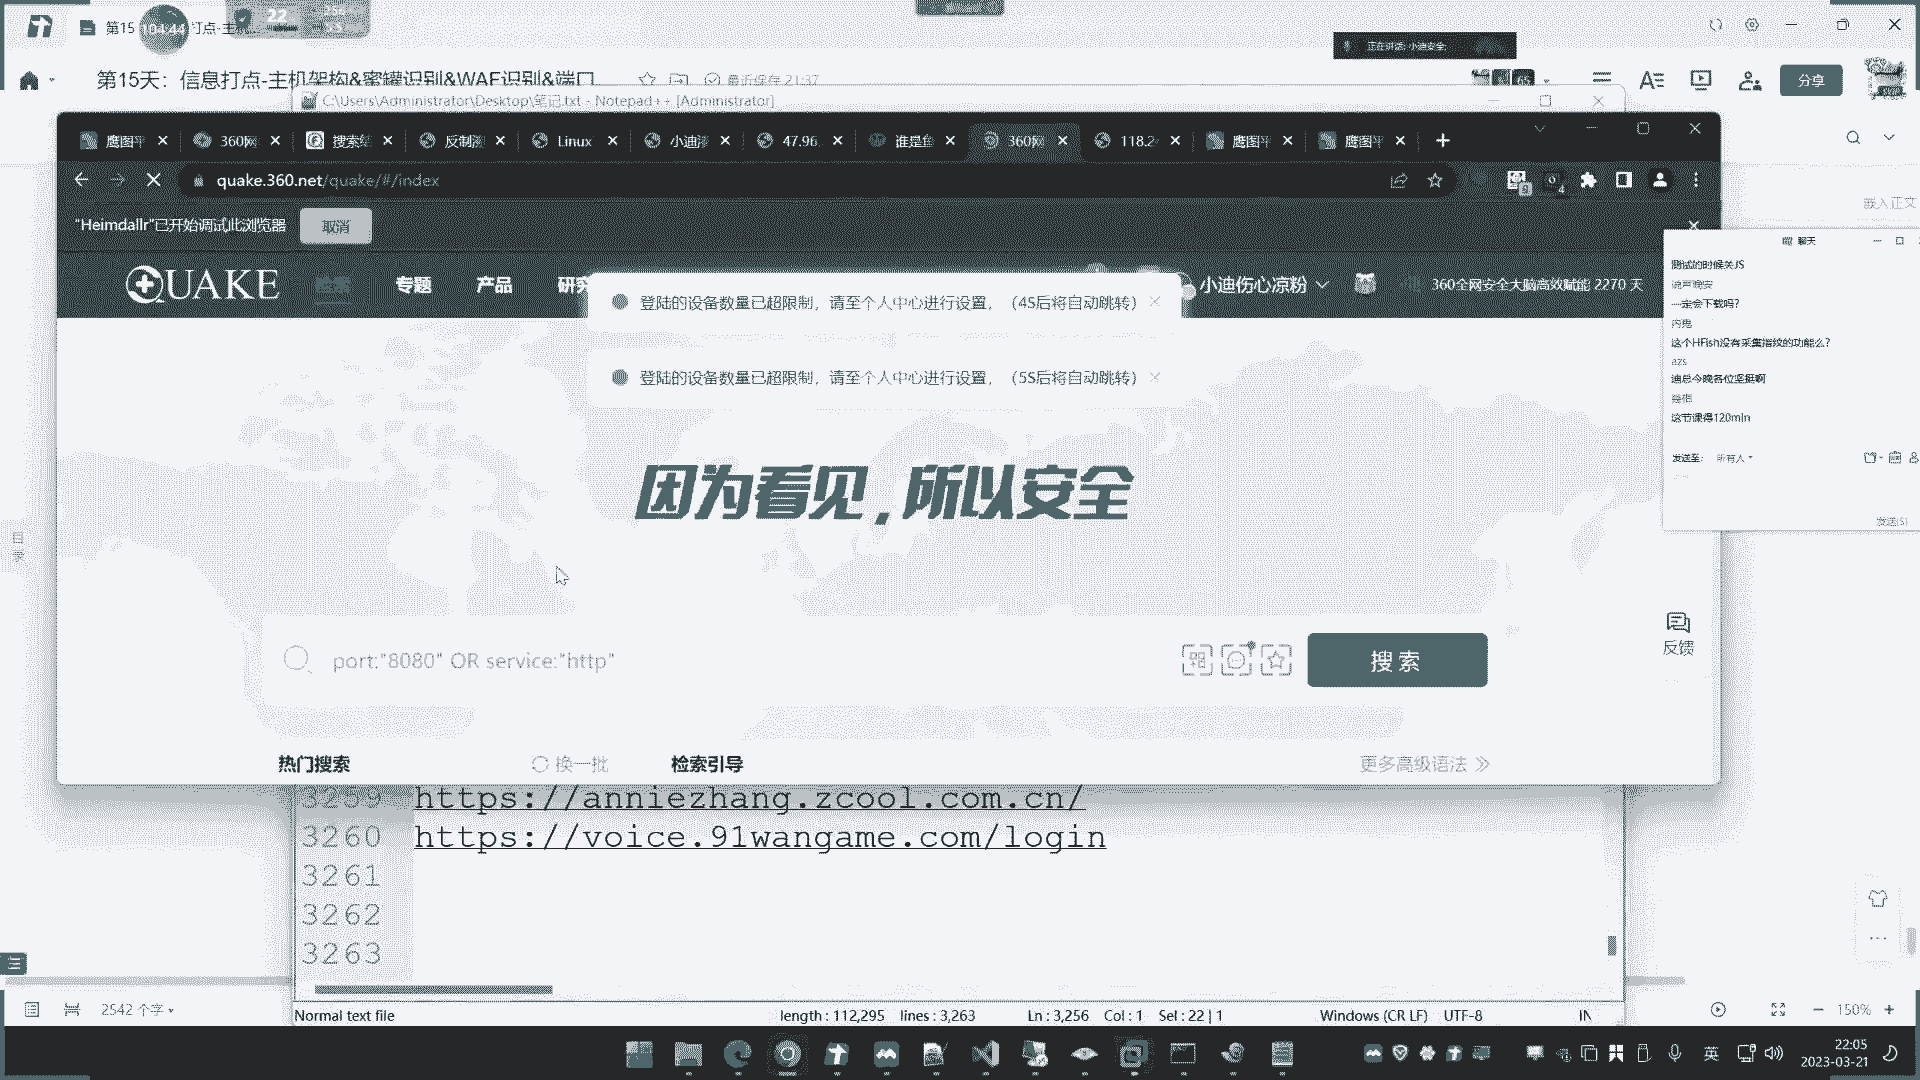 第15
104:44
打点-主
22
正在讲话: 小迪安全;
第15天：信息打点-主机架构&蜜罐识别&WAF识别&端口
最近保存 21:37
分享
C:\Users\Administrator\Desktop\笔记.txt - Notepad++ [Administrator]
鹰图平
360网
搜索结
反制溯
Linux
小迪渗
47.96.
谁是鱼
360网
118.2
鹰图平
鹰图平
quake.360.net/quake/#/index
嵌入正文
"Heimdallr"已开始调试此浏览器
取消
聊天
测试的时候关JS
一定会下载吗?
内鬼
这个HFish没有采集指纹的功能么?
azs
迪总今晚各位坚挺啊
这节课得120min
发送至:
所有人
发送(S)
QUAKE
专题
产品
小迪伤心凉粉
360全网安全大脑高效赋能 2270 天
登陆的设备数量已超限制，请至个人中心进行设置，（4S后将自动跳转）
登陆的设备数量已超限制，请至个人中心进行设置，（5S后将自动跳转）
因为看见,所以安全
目录
port:"8080" OR service:"http"
搜索
反馈
热门搜索
换一批
检索引导
更多高级语法
3259 https://anniezhang.zcool.com.cn/
3260 https://voice.91wangame.com/login
3261
3262
3263
2542 个字
Normal text file
length : 112,295
lines : 3,263
Ln : 3,256
Col : 1
Sel : 22 | 1
Windows (CR LF)
UTF-8
IN
150%
英
22:05
2023-03-21